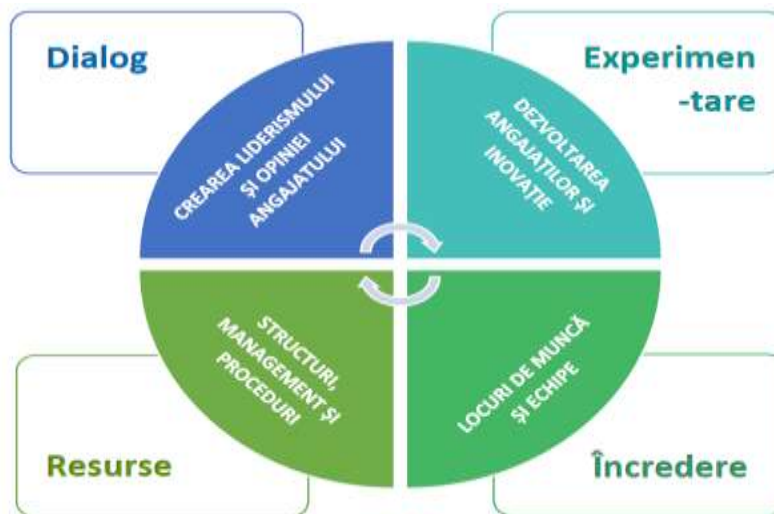 Dialog
CREAREA LIDERISMULUI
ȘI OPINIEI
ANGAJATULUI
Experimen
-tare
DEZVOLTAREA
ANGAJAȚILOR ȘI
INOVAȚIE
STRUCTURI,
MANAGEMENT ȘI
PROCEDURI
Resurse
LOCURI DE MUNCĂ
ȘI ECHIPE
Încredere